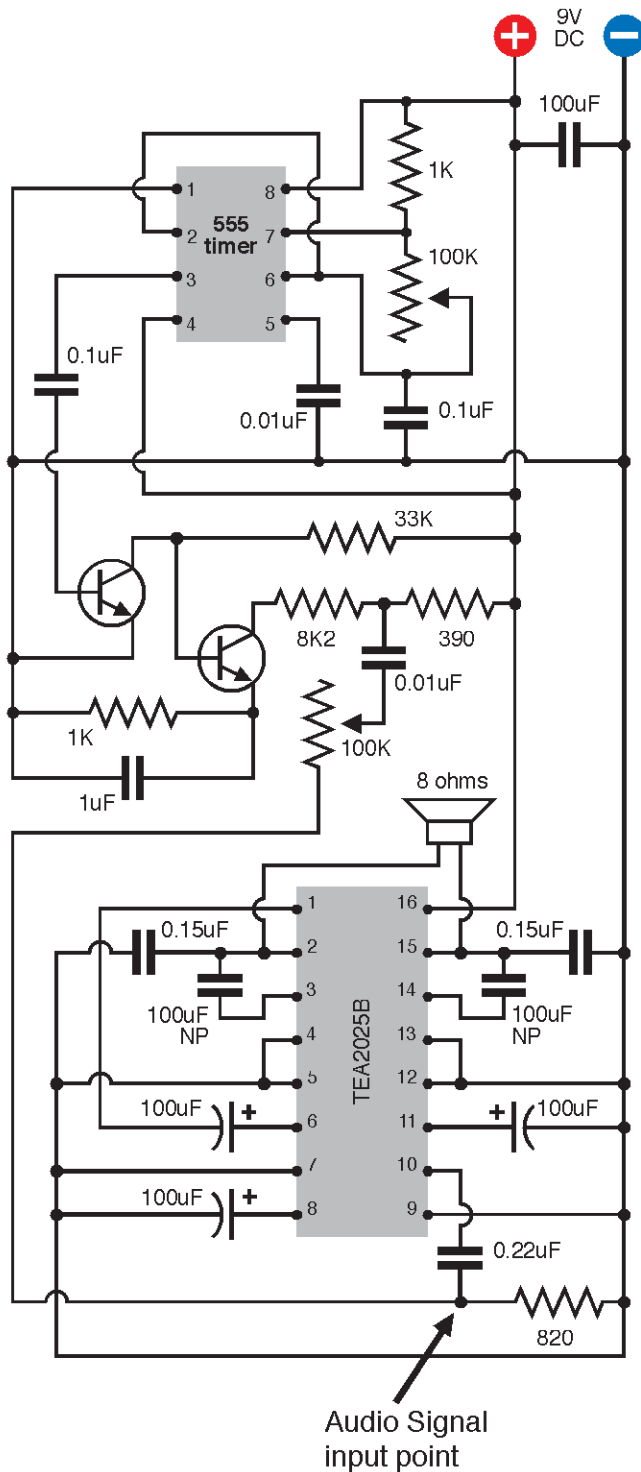 9V
DC
100uF
1
8
1K
555
timer
2
7
100K
3
6
4
5
0.1uF
0.01uF
0.1uF
33K
8K2
390
0.01uF
1K
100K
1uF
8 ohms
1
16
0.15uF
0.15uF
2
15
3
14
100uF
NP
100uF
NP
TEA2025B
4
13
5
12
100uF
+
6
11
+
100uF
7
10
100uF
+
8
9
0.22uF
820
Audio Signal
input point